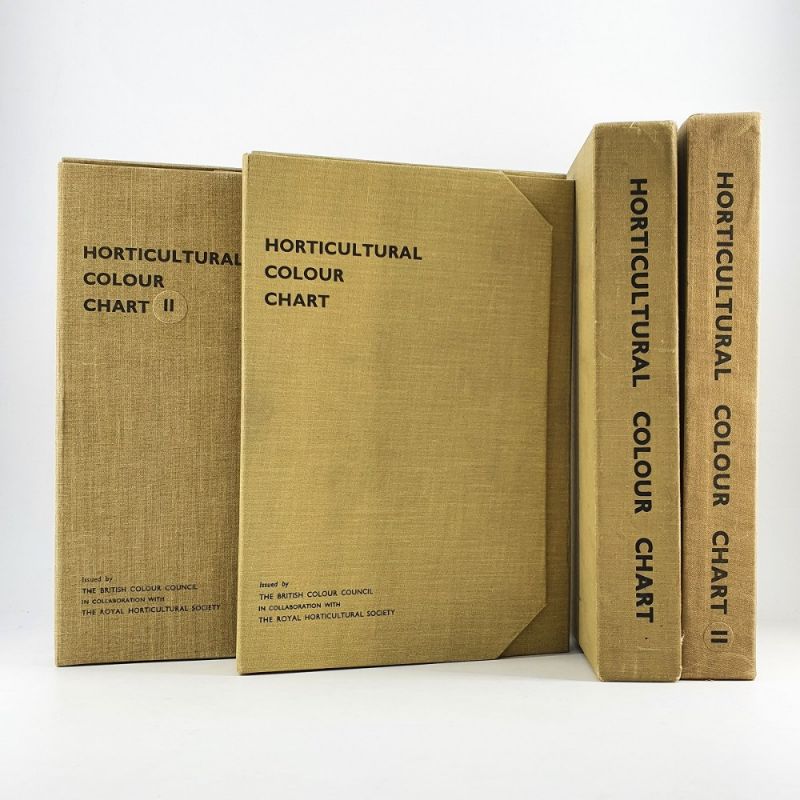 HORTICULTURAL
COLOUR
CHART II
Issued by
THE BRITISH COLOUR COUNCIL
IN COLLABORATION WITH
THE ROYAL HORTICULTURAL SOCIETY
HORTICULTURAL
COLOUR
CHART
Issued by
THE BRITISH COLOUR COUNCIL
IN COLLABORATION WITH
THE ROYAL HORTICULTURAL SOCIETY
HORTICULTURAL COLOUR CHART
HORTICULTURAL COLOUR CHART II